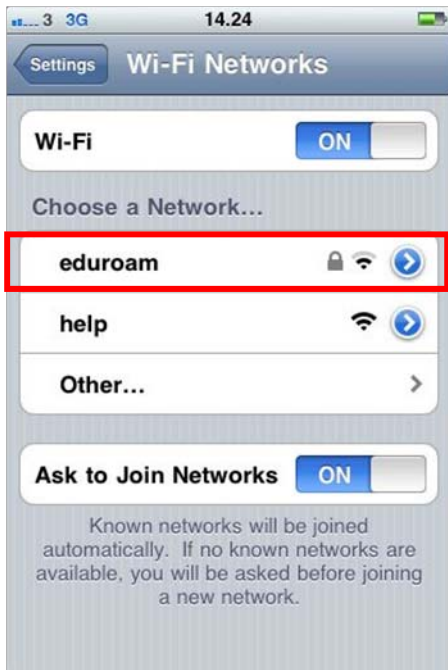 3 3G 14.24
Settings Wi-Fi Networks
Wi-Fi ON
Choose a Network...
eduroam
help
Other...
Ask to Join Networks ON
Known networks will be joined
automatically. If no known networks are
available, you will be asked before joining
a new network.